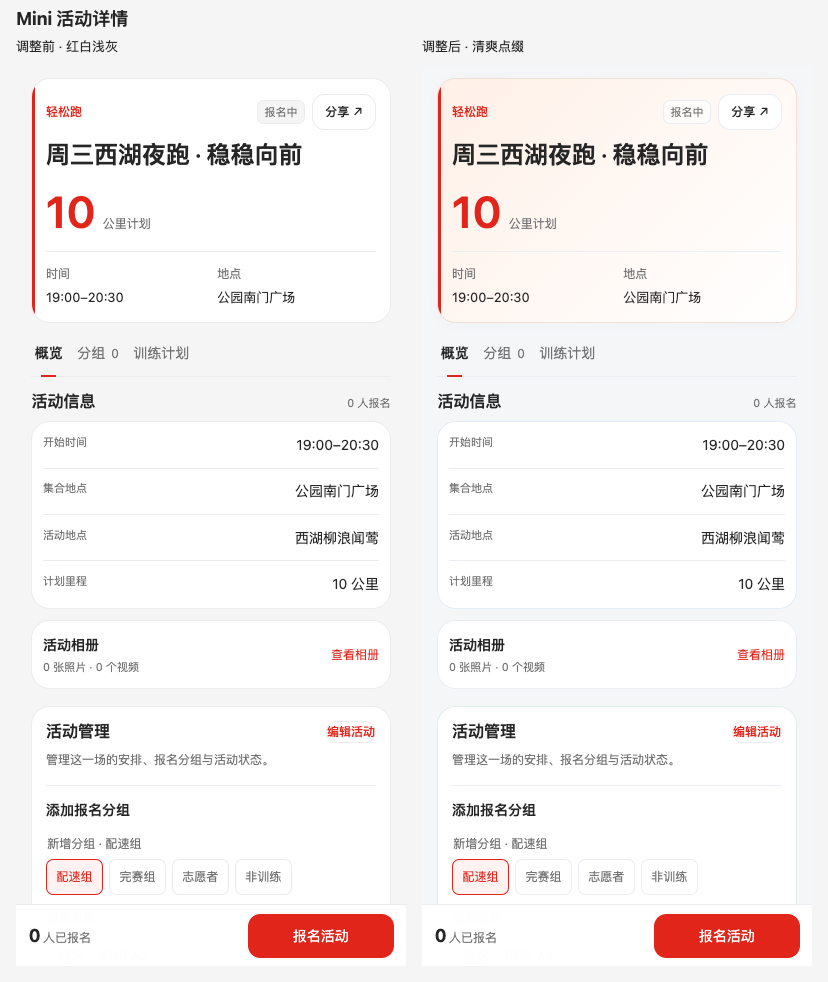 Mini 活动详情
调整前 · 红白浅灰
轻松跑
报名中
分享 ↗
周三西湖夜跑 · 稳稳向前
10 公里计划
时间
地点
19:00–20:30
公园南门广场
概览
分组 0
训练计划
活动信息
0 人报名
开始时间
19:00–20:30
集合地点
公园南门广场
活动地点
西湖柳浪闻莺
计划里程
10 公里
活动相册
0 张照片 · 0 个视频
查看相册
活动管理
编辑活动
管理这一场的安排、报名分组与活动状态。
添加报名分组
新增分组 · 配速组
配速组
完赛组
志愿者
非训练
0 人已报名
报名活动
调整后 · 清爽点缀
轻松跑
报名中
分享 ↗
周三西湖夜跑 · 稳稳向前
10 公里计划
时间
地点
19:00–20:30
公园南门广场
概览
分组 0
训练计划
活动信息
0 人报名
开始时间
19:00–20:30
集合地点
公园南门广场
活动地点
西湖柳浪闻莺
计划里程
10 公里
活动相册
0 张照片 · 0 个视频
查看相册
活动管理
编辑活动
管理这一场的安排、报名分组与活动状态。
添加报名分组
新增分组 · 配速组
配速组
完赛组
志愿者
非训练
0 人已报名
报名活动